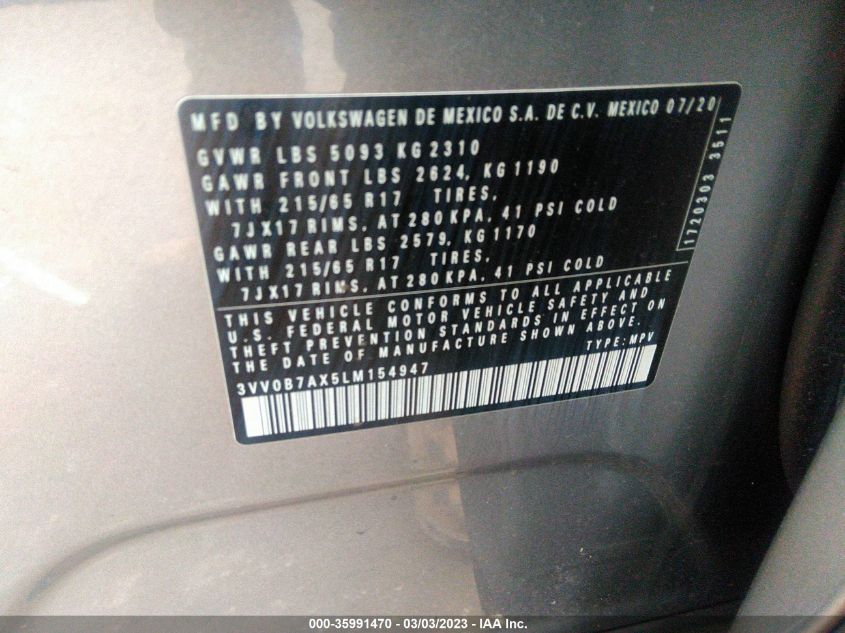 MFD BY VOLKSWAGEN DE MEXICO S.A. DE C.V. MEXICO 07/20
GVWR LBS 5093 KG 2310
GAWR FRONT LBS 2624, KG 1190
WITH 215/65 R17 TIRES,
7JX17 RIMS, AT 280 KPA, 41 PSI COLD
GAWR REAR LBS 2579, KG 1170
WITH 215/65 R17 TIRES,
7JX17 RIMS, AT 280 KPA, 41 PSI COLD
1720303 3511
THIS VEHICLE CONFORMS TO ALL APPLICABLE
U.S. FEDERAL MOTOR VEHICLE SAFETY AND
THEFT PREVENTION STANDARDS IN EFFECT ON
THE DATE OF MANUFACTURE SHOWN ABOVE.
TYPE: MPV
3VV0B7AX5LM154947
000-35991470 — 03/03/2023 — IAA Inc.